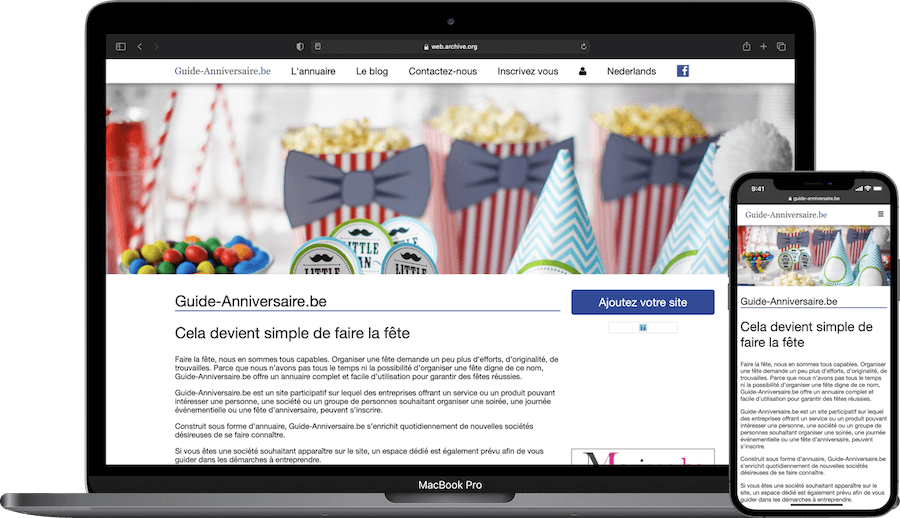 web.archive.org
Guide-Anniversaire.be L'annuaire Le blog Contactez-nous Inscrivez vous Nederlands
LITTLE
LITTLE
MAN
LITTLE
Guide-Anniversaire.be
Ajoutez votre site
Cela devient simple de faire la fête
Faire la fête, nous en sommes tous capables. Organiser une fête demande un peu plus d'efforts, d'originalité, de
trouvailles. Parce que nous n'avons pas tous le temps ni la possibilité d'organiser une fête digne de ce nom,
Guide-Anniversaire.be offre un annuaire complet et facile d'utilisation pour garantir des fêtes réussies.
Guide-Anniversaire.be est un site participatif sur lequel des entreprises offrant un service ou un produit pouvant
intéresser une personne, une société ou un groupe de personnes souhaitant organiser une soirée, une journée
événementielle ou une fête d'anniversaire, peuvent s'inscrire.
Construit sous forme d'annuaire, Guide-Anniversaire.be s'enrichit quotidiennement de nouvelles sociétés
désireuses de se faire connaître.
Si vous êtes une société souhaitant apparaître sur le site, un espace dédié est également prévu afin de vous
guider dans les démarches à entreprendre.
MacBook Pro
9:41
guide-anniversaire.be
Guide-Anniversaire.be
Guide-Anniversaire.be
Cela devient simple de
faire la fête
Faire la fête, nous en sommes tous capables. Organiser
une fête demande un peu plus d'efforts, d'originalité, de
trouvailles. Parce que nous n'avons pas tous le temps
ni la possibilité d'organiser une fête digne de ce nom,
Guide-Anniversaire.be offre un annuaire complet et
facile d'utilisation pour garantir des fêtes réussies.
Guide-Anniversaire.be est un site participatif sur lequel
des entreprises offrant un service ou un produit
pouvant intéresser une personne, une société ou un groupe de
personnes souhaitant organiser une soirée, une journée
événementielle ou une fête d'anniversaire, peuvent
s'inscrire.
Construit sous forme d'annuaire, Guide-Anniversaire.be
s'enrichit quotidiennement de nouvelles sociétés
désireuses de se faire connaître.
Si vous êtes une société souhaitant apparaître sur le
site, un espace dédié est également prévu afin de vous
guider dans les démarches à entreprendre.